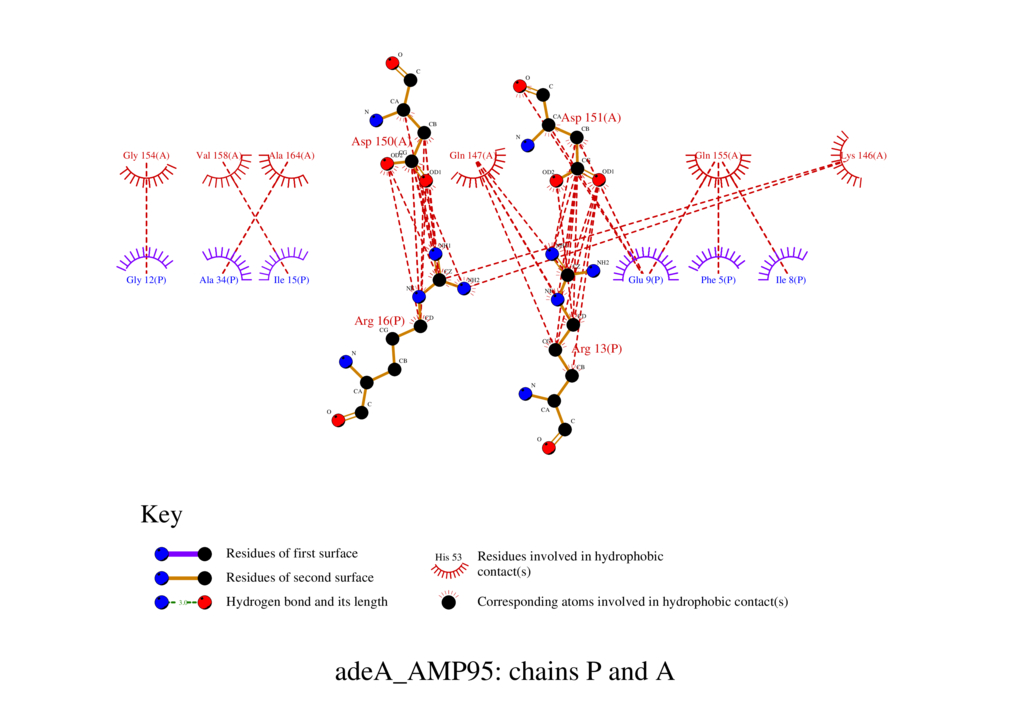 O
C
CA
N
CB
Asp 150(A)
OD2
CG
OD1
O
C
CA
Asp 151(A)
CB
N
CG
OD2
OD1
Gly 154(A)
Val 158(A)
Ala 164(A)
Gln 147(A)
Gln 155(A)
Lys 146(A)
NH1
CZ
NH2
NE
CD
Arg 16(P)
CG
CB
N
CA
C
O
NH2
CD
CG
Arg 13(P)
CB
N
CA
C
O
Gly 12(P)
Ala 34(P)
Ile 15(P)
Glu 9(P)
Phe 5(P)
Ile 8(P)
Key
Residues of first surface
Residues of second surface
3.0
Hydrogen bond and its length
His 53
Residues involved in hydrophobic
contact(s)
Corresponding atoms involved in hydrophobic contact(s)
adeA_AMP95: chains P and A